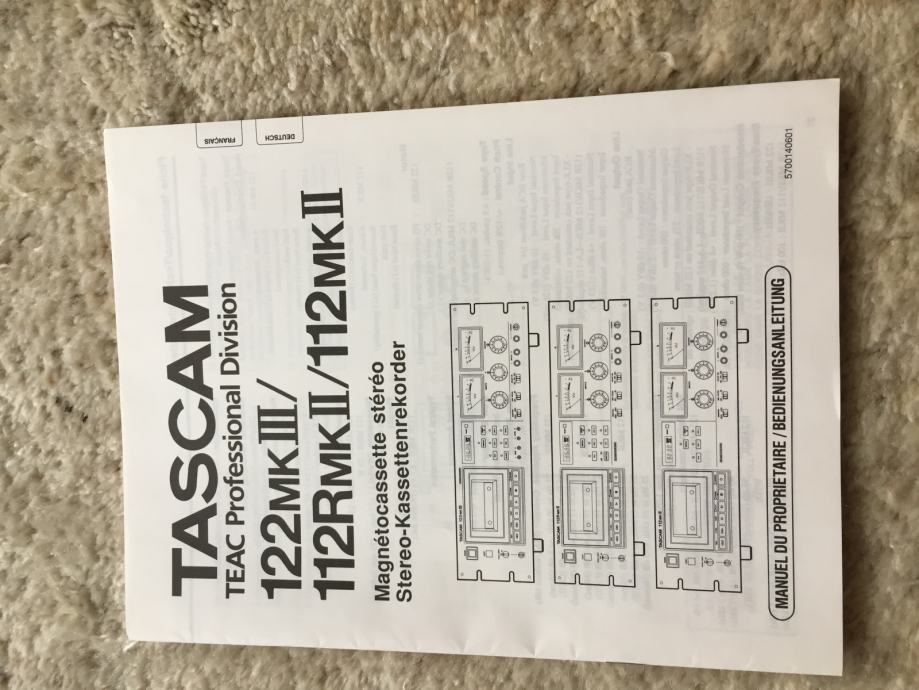 FRANÇAIS
DEUTSCH
TASCAM
TEAC Professional Division
122MKIII/
112RMKII/112MKII
Magnétocassette stéréo
Stereo-Kassettenrekorder
MANUEL DU PROPRIETAIRE / BEDIENUNGSANLEITUNG
5700140601